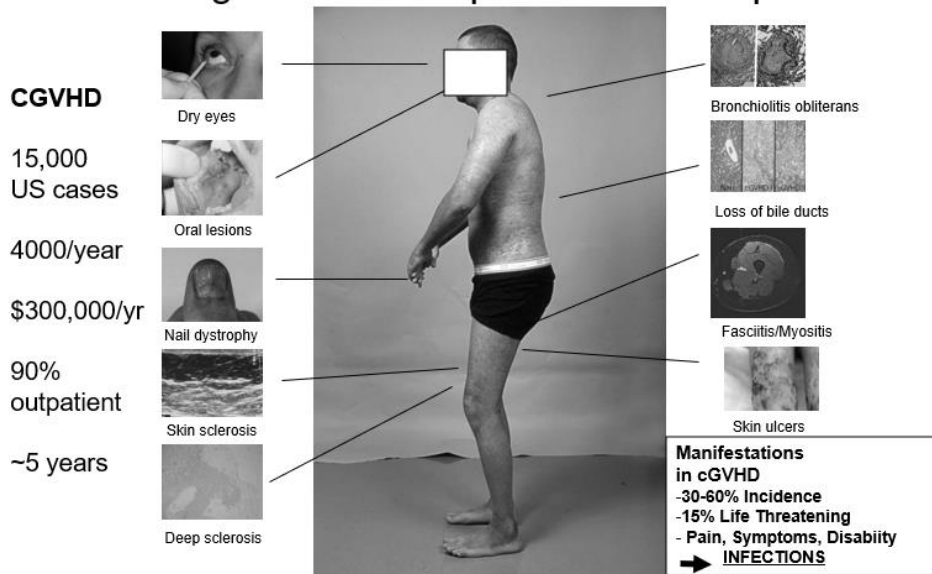 CGVHD
15,000
US cases
4000/year
$300,000/yr
90%
outpatient
~5 years
Dry eyes
Oral lesions
Nail dystrophy
Skin sclerosis
Deep sclerosis
Bronchiolitis obliterans
Loss of bile ducts
Fasciitis/Myositis
Skin ulcers
Manifestations
in cGVHD
-30-60% Incidence
-15% Life Threatening
- Pain, Symptoms, Disabiity
INFECTIONS